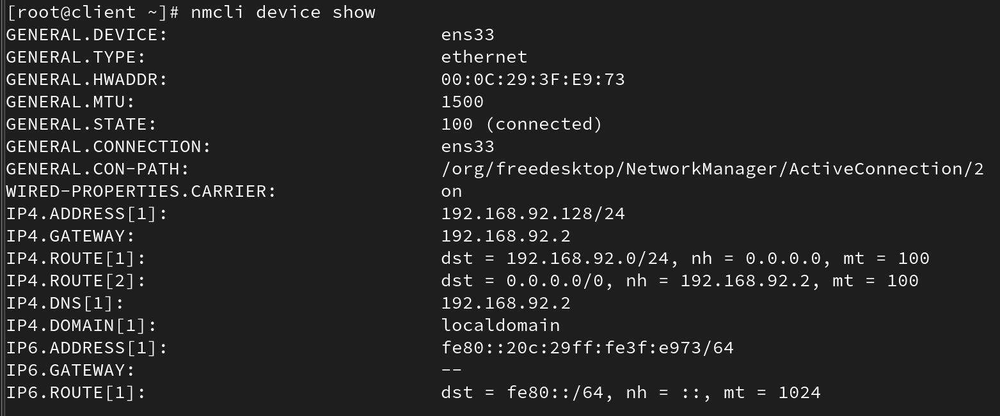 [root@client ~]# nmcli device show
GENERAL.DEVICE: ens33
GENERAL.TYPE: ethernet
GENERAL.HWADDR: 00:0C:29:3F:E9:73
GENERAL.MTU: 1500
GENERAL.STATE: 100 (connected)
GENERAL.CONNECTION: ens33
GENERAL.CON-PATH: /org/freedesktop/NetworkManager/ActiveConnection/2
WIRED-PROPERTIES.CARRIER: on
IP4.ADDRESS[1]: 192.168.92.128/24
IP4.GATEWAY: 192.168.92.2
IP4.ROUTE[1]: dst = 192.168.92.0/24, nh = 0.0.0.0, mt = 100
IP4.ROUTE[2]: dst = 0.0.0.0/0, nh = 192.168.92.2, mt = 100
IP4.DNS[1]: 192.168.92.2
IP4.DOMAIN[1]: localdomain
IP6.ADDRESS[1]: fe80::20c:29ff:fe3f:e973/64
IP6.GATEWAY: --
IP6.ROUTE[1]: dst = fe80::/64, nh = ::, mt = 1024